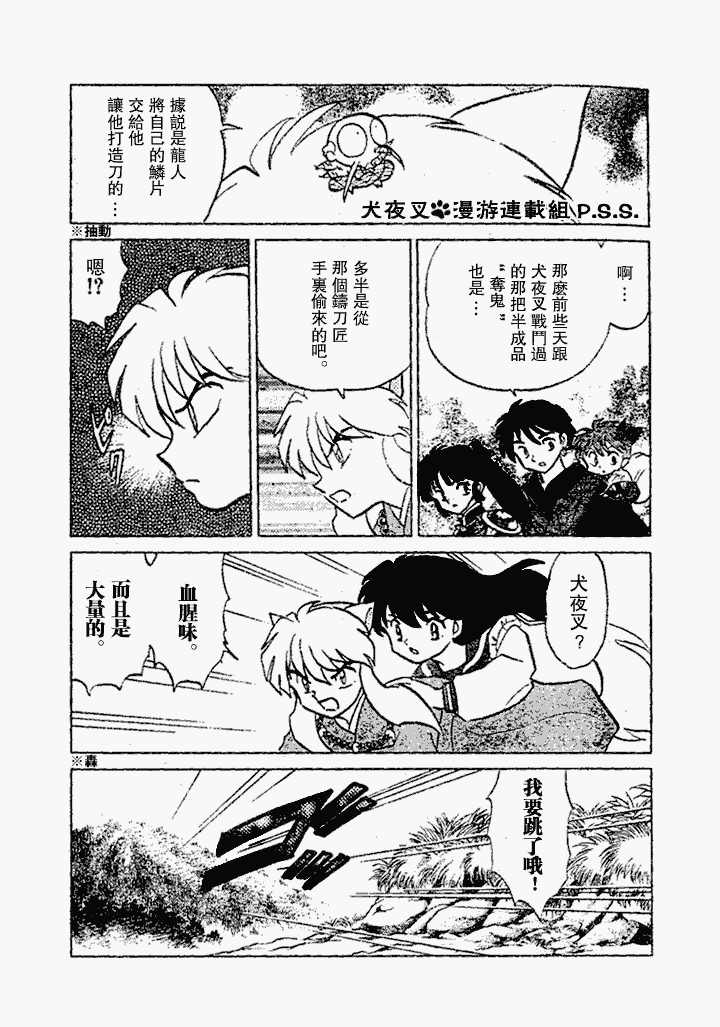 據說是龍人
將自己的鱗片
交給他
讓他打造刀的…
犬夜叉 漫游連載組 P.S.S.
※抽動
啊…
那麼前些天跟
犬夜叉戰鬥過
的那把半成品
“奪鬼”
也是…
多半是從
那個鑄刀匠
手裏偷來的吧。
嗯!?
ピク
犬夜叉？
血腥味。
而且是
大量的。
※轟
我要跳了哦！
ゴ